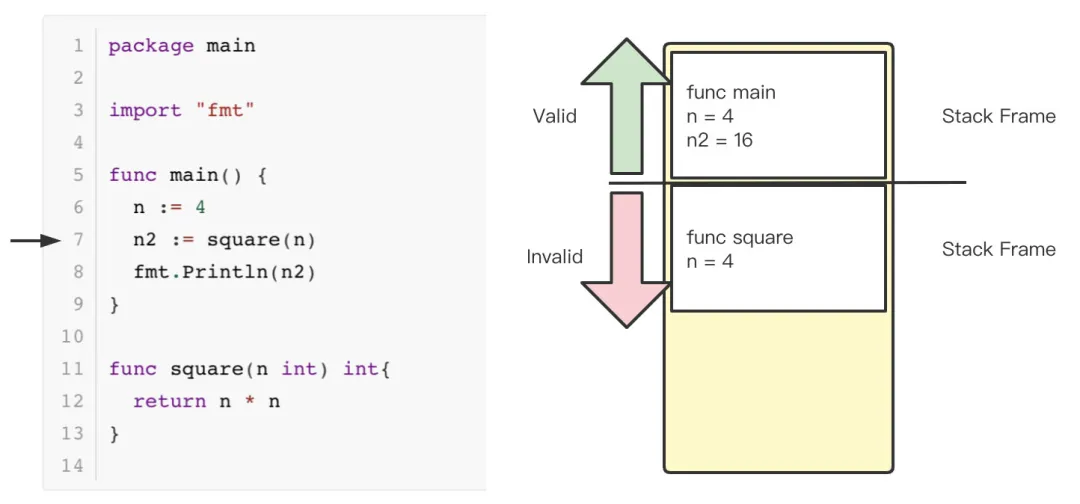 1 package main
2
3 import "fmt"
4
5 func main() {
6   n := 4
7   n2 := square(n)
8   fmt.Println(n2)
9 }
10
11 func square(n int) int{
12   return n * n
13 }
14
Valid
Invalid
func main
n = 4
n2 = 16
func square
n = 4
Stack Frame
Stack Frame